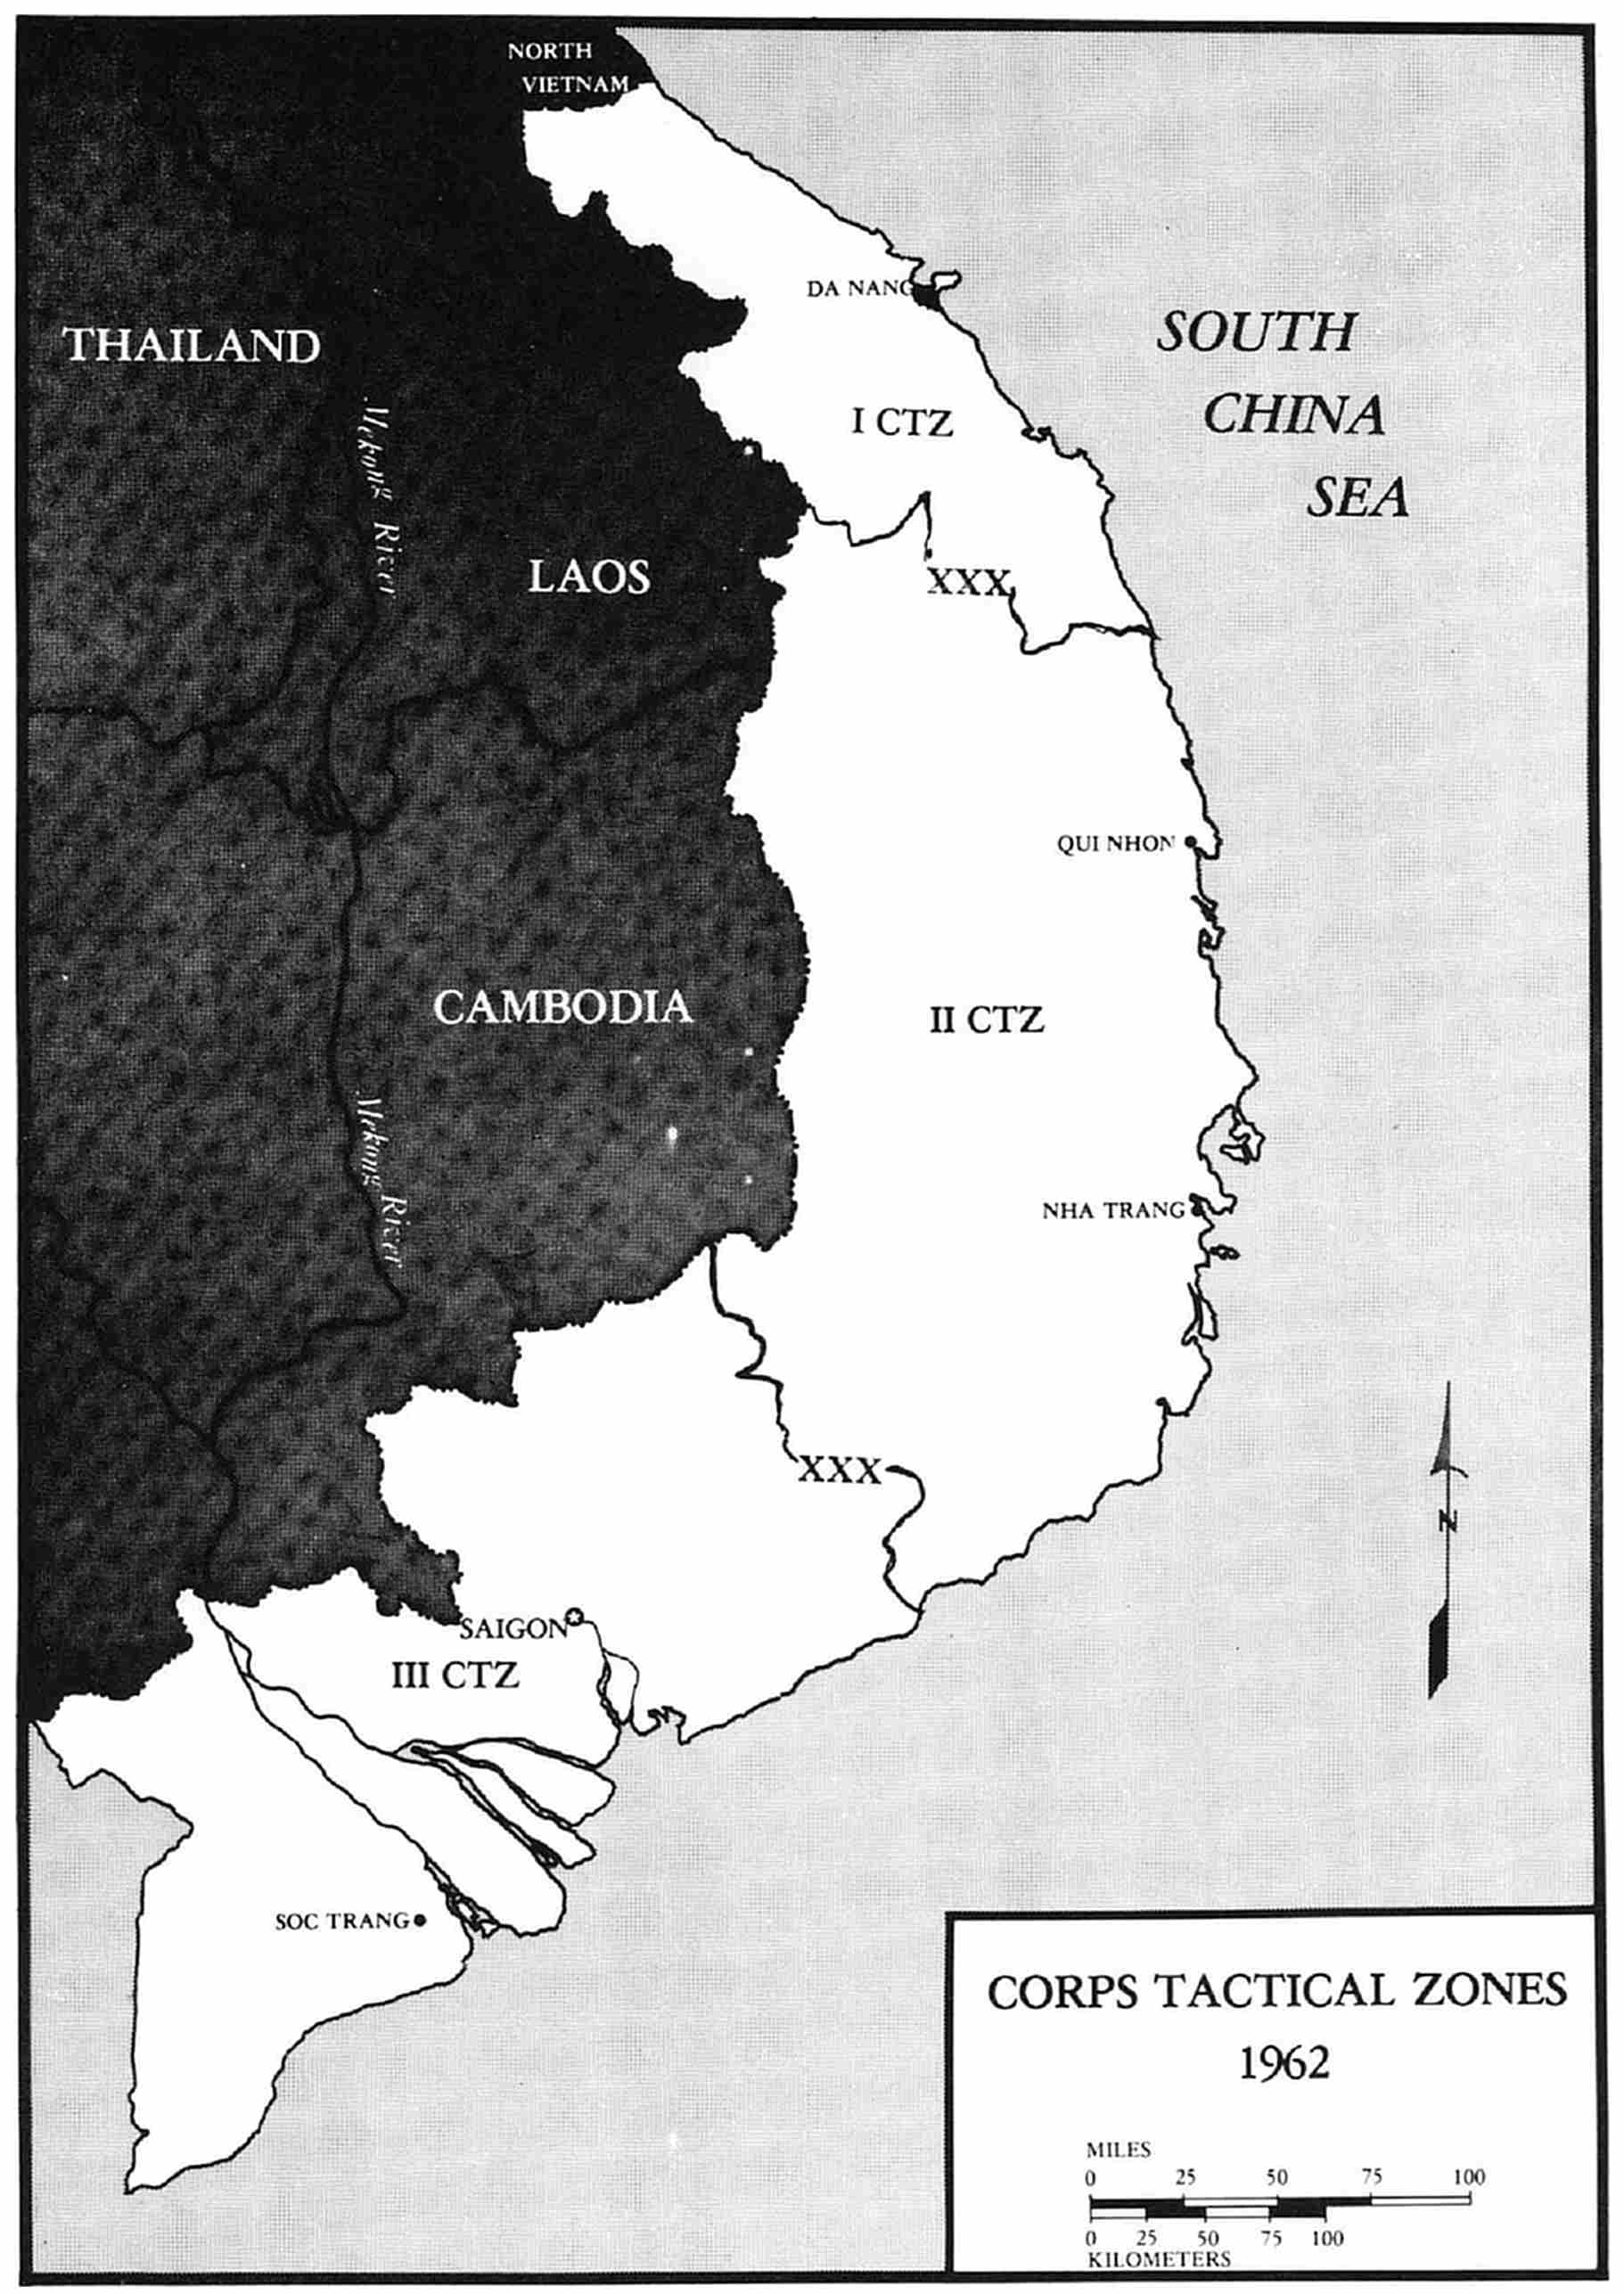 NORTH
VIETNAM
DA NANG
THAILAND
SOUTH
CHINA
SEA
Mekong River
I CTZ
LAOS
XXX
QUI NHON
CAMBODIA
II CTZ
Mekong River
NHA TRANG
XXX
N
SAIGON
III CTZ
SOC TRANG
CORPS TACTICAL ZONES
1962
MILES
0 25 50 75 100
0 25 50 75 100
KILOMETERS